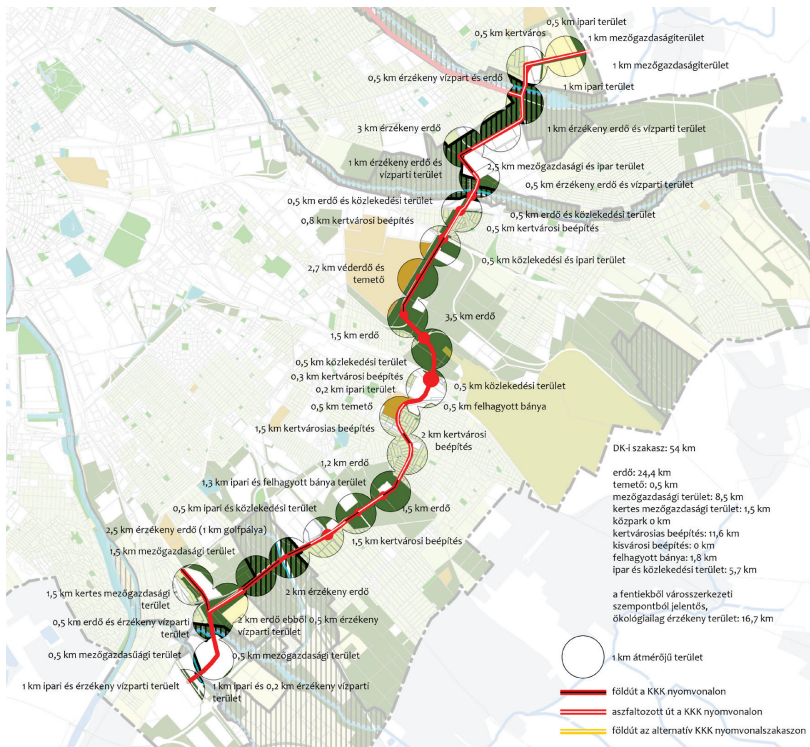 0,5 km ipari terület
0,5 km kertváros
1 km mezőgazdaságiterület
1 km mezőgazdaságiterület
0,5 km érzékeny vízpart és erdő
1 km ipari terület
3 km érzékeny erdő
1 km érzékeny erdő és vízparti terület
1 km érzékeny erdő és
vízparti terület
2,5 km mezőgazdasági és ipar terület
0,5 km érzékeny erdő és vízparti terület
0,5 km erdő és közlekedési terület
0,5 km erdő és közlekedési terület
0,8 km kertvárosi beépítés
0,5 km kertvárosi beépítés
0,5 km közlekedési és ipari terület
2,7 km véderdő és
temető
3,5 km erdő
1,5 km erdő
0,5 km közlekedési terület
0,3 km kertvárosi beépítés
0,2 km ipari terület
0,5 km közlekedési terület
0,5 km temető
0,5 km felhagyott bánya
1,5 km kertvárosias beépítés
2 km kertvárosi
beépítés
1,2 km erdő
1,3 km ipari és felhagyott bánya terület
1,5 km erdő
0,5 km ipari és közlekedési terület
2,5 km érzékeny erdő (1 km golfpálya)
1,5 km kertvárosi beépítés
1,5 km mezőgazdasági terület
2 km érzékeny erdő
1,5 km kertes mezőgazdasági
terület
2 km erdő ebből 0,5 km érzékeny
vízparti terület
0,5 km erdő és érzékeny vízparti
terület
0,5 km mezőgazdasűági terület
0,5 km mezőgazdasági terület
1 km ipari és érzékeny vízparti terüelt
1 km ipari és 0,2 km érzékeny vízparti
terület
DK-i szakasz: 54 km
erdő: 24,4 km
temető: 0,5 km
mezőgazdasági terület: 8,5 km
kertes mezőgazdasági terület: 1,5 km
közpark 0 km
kertvárosias beépítés: 11,6 km
kisvárosi beépítés: 0 km
felhagyott bánya: 1,8 km
ipar és közlekedési terület: 5,7 km
a fentiekből városszerkezeti
szempontból jelentős,
ökológiailag érzékeny terület: 16,7 km
1 km átmérőjű terület
földút a KKK nyomvonalon
aszfaltozott út a KKK nyomvonalon
földút az alternatív KKK nyomvonalszakaszon